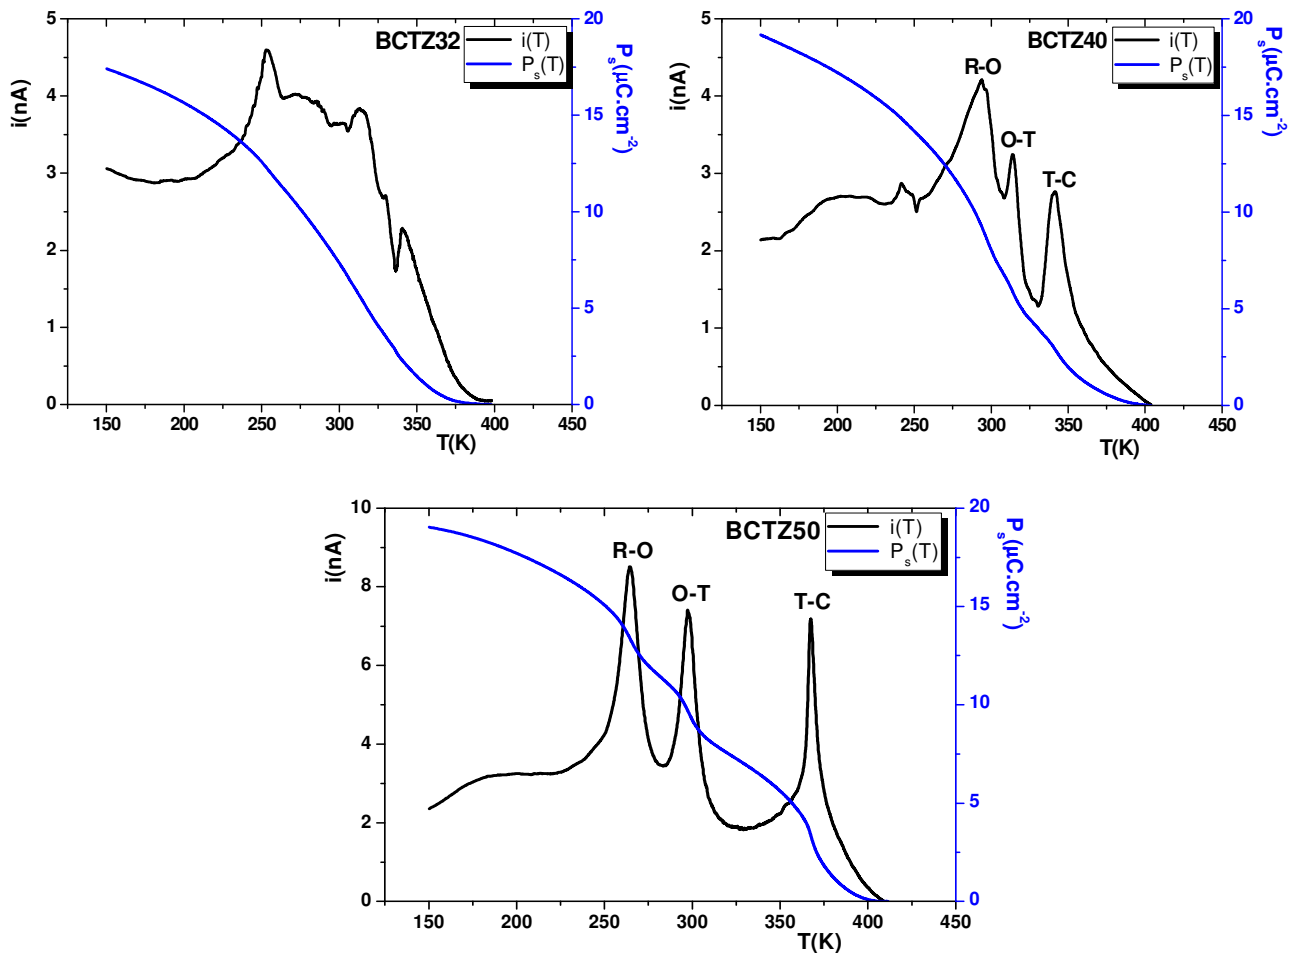 BCTZ32
i(T)
Pₛ(T)
i(nA)
5
4
3
2
1
0
150
200
250
300
350
400
450
T(K)
20
15
10
5
0
Pₛ(µC.cm⁻²)
BCTZ40
i(T)
Pₛ(T)
R-O
O-T
T-C
i(nA)
5
4
3
2
1
0
150
200
250
300
350
400
450
T(K)
20
15
10
5
0
Pₛ(µC.cm⁻²)
BCTZ50
i(T)
Pₛ(T)
R-O
O-T
T-C
i(nA)
10
8
6
4
2
0
150
200
250
300
350
400
450
T(K)
20
15
10
5
0
Pₛ(µC.cm⁻²)